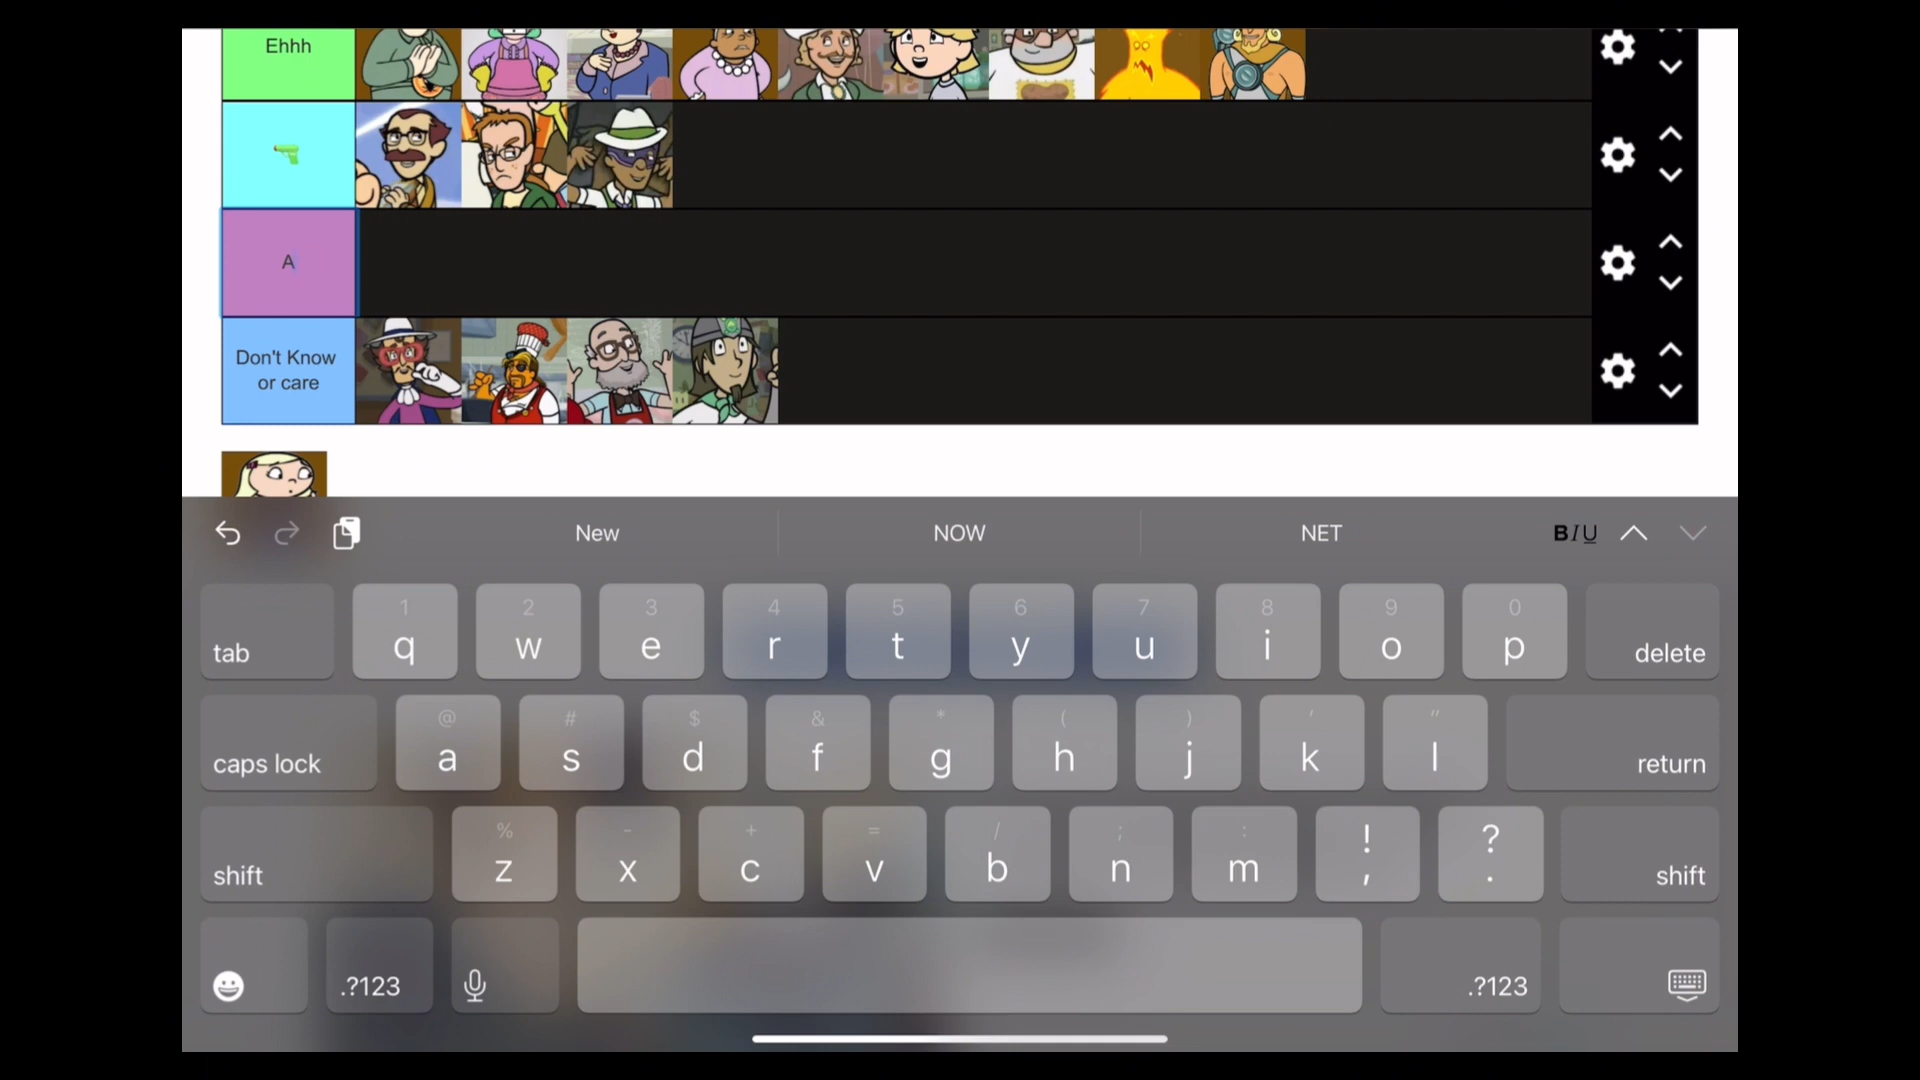 Ehhh
A
Don't Know
or care
New NOW NET BIU
1 2 3 4 5 6 7 8 9 0
tab q w e r t y u i o p delete
@ # $ & * ( ) ' "
caps lock a s d f g h j k l return
% - + = / ; : ! ?
shift z x c v b n m , . shift
.?123 .?123